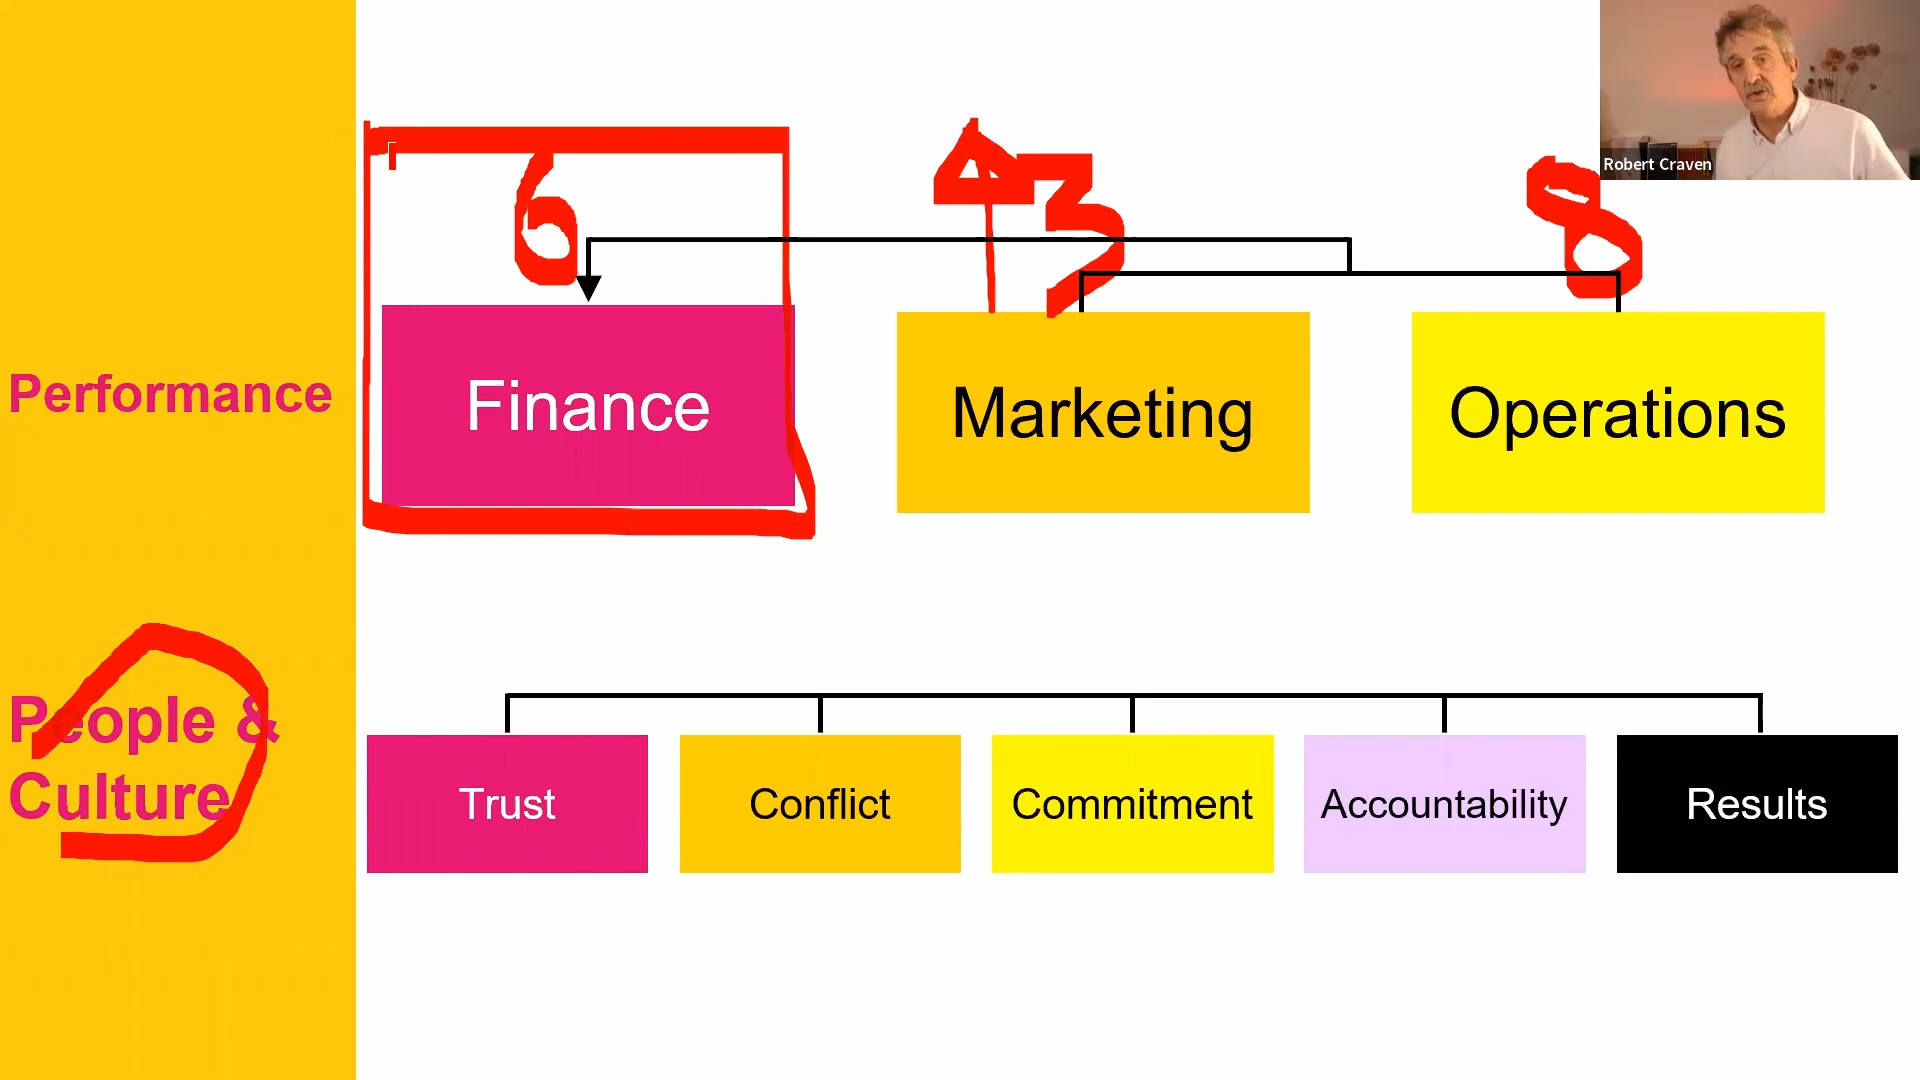 Robert Craven
6
4 3
8
Performance
Finance
Marketing
Operations
People &
Culture
Trust
Conflict
Commitment
Accountability
Results